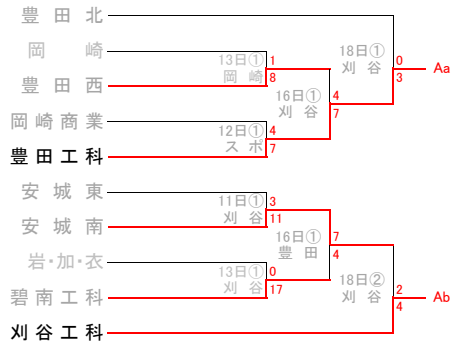 豊田北
岡崎
13日① 1
18日① 0
豊田西
岡崎 8
刈谷 3
Aa
岡崎商業
16日① 4
刈谷 7
12日① 4
スポ 7
豊田工科
安城東
11日① 3
安城南
刈谷 11
16日① 7
豊田 4
岩・加・衣
13日① 0
碧南工科
刈谷 17
18日② 2
刈谷 4
Ab
刈谷工科